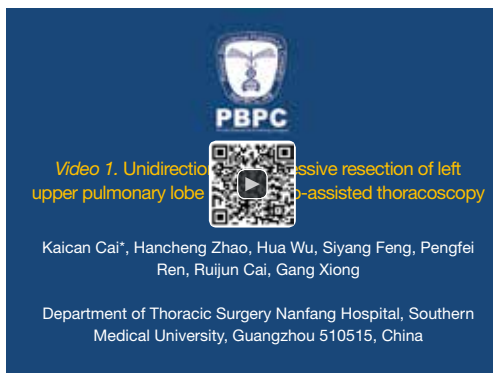 PBPC
Video 1. Unidirection essive resection of left
upper pulmonary lobe o-assisted thoracoscopy
Kaican Cai*, Hancheng Zhao, Hua Wu, Siyang Feng, Pengfei
Ren, Ruijun Cai, Gang Xiong
Department of Thoracic Surgery Nanfang Hospital, Southern
Medical University, Guangzhou 510515, China